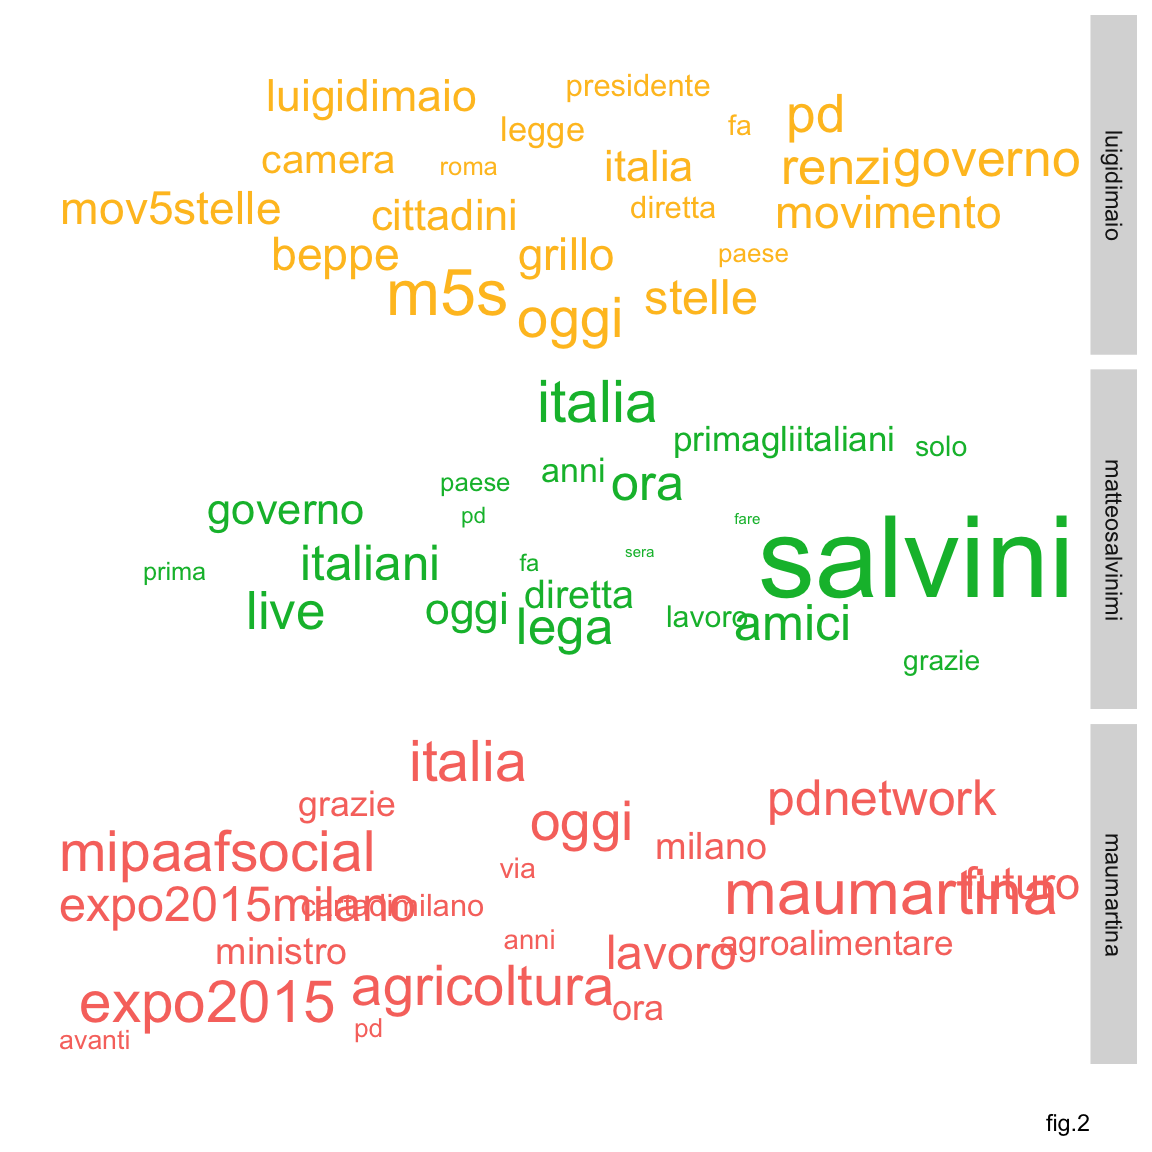 luigidimaio
presidente
legge
fa
pd
camera
roma
italia
renzi
governo
mov5stelle
cittadini
diretta
movimento
beppe
grillo
paese
m5s
oggi
stelle
luigidimaio
italia
primagliitaliani
solo
anni
paese
ora
governo
pd
fare
salvini
prima
italiani
fa
sera
live
oggi
diretta
lega
lavoro
amici
grazie
matteosalvinimi
italia
grazie
pdnetwork
oggi
mipaafsocial
milano
via
maumartina
futuro
expo2015milano
cartadimilano
ministro
anni
lavoro
agroalimentare
expo2015
agricoltura
ora
avanti
pd
maumartina
fig.2